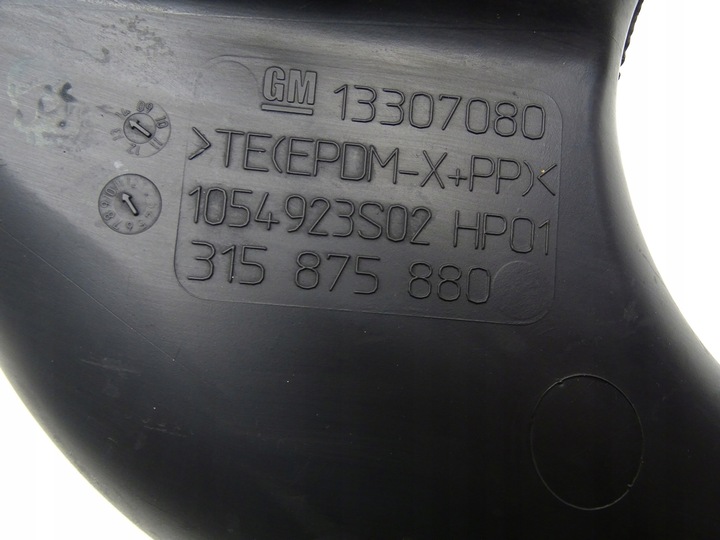 GM 13307080
>TE(EPDM-X+PP)<
1054923S02 HP01
315 875 880